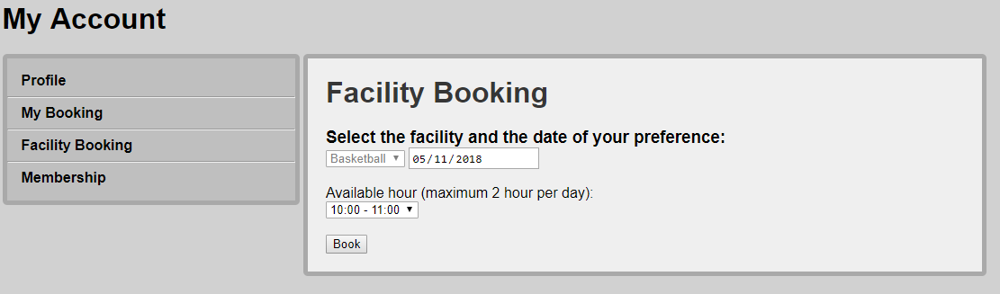 My Account
Profile
My Booking
Facility Booking
Membership
Facility Booking
Select the facility and the date of your preference:
Basketball 05/11/2018
Available hour (maximum 2 hour per day):
10:00 - 11:00
Book